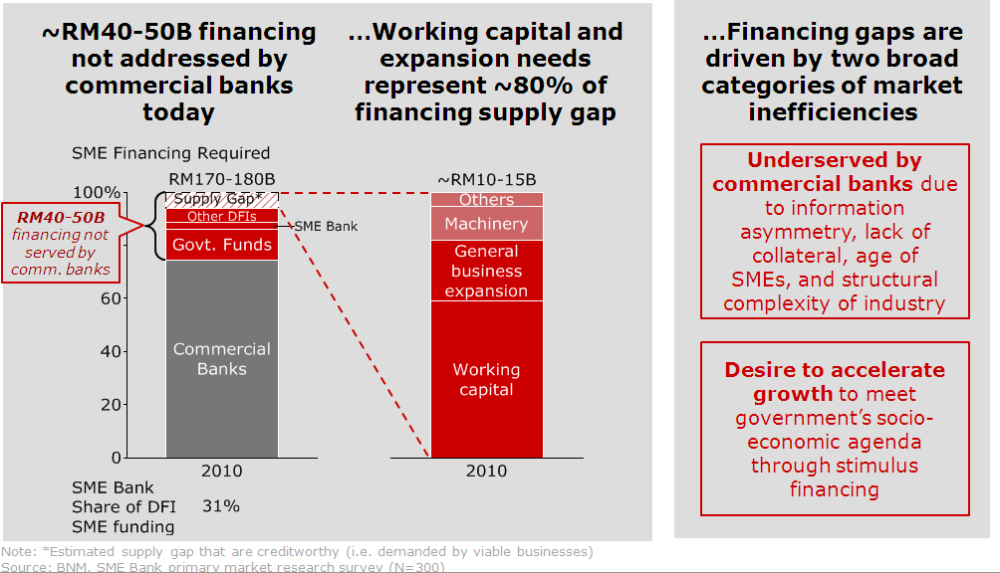 ~RM40-50B financing
not addressed by
commercial banks
today
...Working capital and
expansion needs
represent ~80% of
financing supply gap
...Financing gaps are
driven by two broad
categories of market
inefficiencies
SME Financing Required
RM170-180B
100%
Supply Gap*
Other DFIs
SME Bank
Govt. Funds
RM40-50B
financing not
served by
comm. banks
60
Commercial
Banks
40
20
0
2010
SME Bank
Share of DFI
SME funding
31%
~RM10-15B
Others
Machinery
General
business
expansion
Working
capital
2010
Underserved by
commercial banks due
to information
asymmetry, lack of
collateral, age of
SMEs, and structural
complexity of industry
Desire to accelerate
growth to meet
government's socio-
economic agenda
through stimulus
financing
Note: *Estimated supply gap that are creditworthy (i.e. demanded by viable businesses)
Source: BNM, SME Bank primary market research survey (N=300)